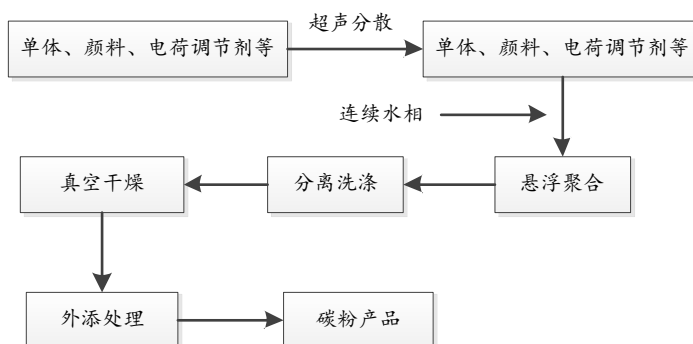 超声分散
单体、颜料、电荷调节剂等
单体、颜料、电荷调节剂等
连续水相
真空干燥
分离洗涤
悬浮聚合
外添处理
碳粉产品